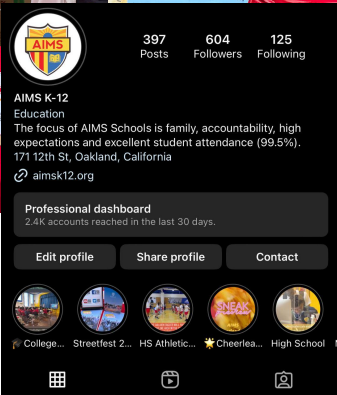 AIMS
397
604
125
Posts
Followers
Following
AIMS K-12
Education
The focus of AIMS Schools is family, accountability, high
expectations and excellent student attendance (99.5%).
171 12th St, Oakland, California
aimsk12.org
Professional dashboard
2.4K accounts reached in the last 30 days.
Edit profile
Share profile
Contact
SNEAK
College...
Streetfest 2...
HS Athletic...
Cheerlea...
High School